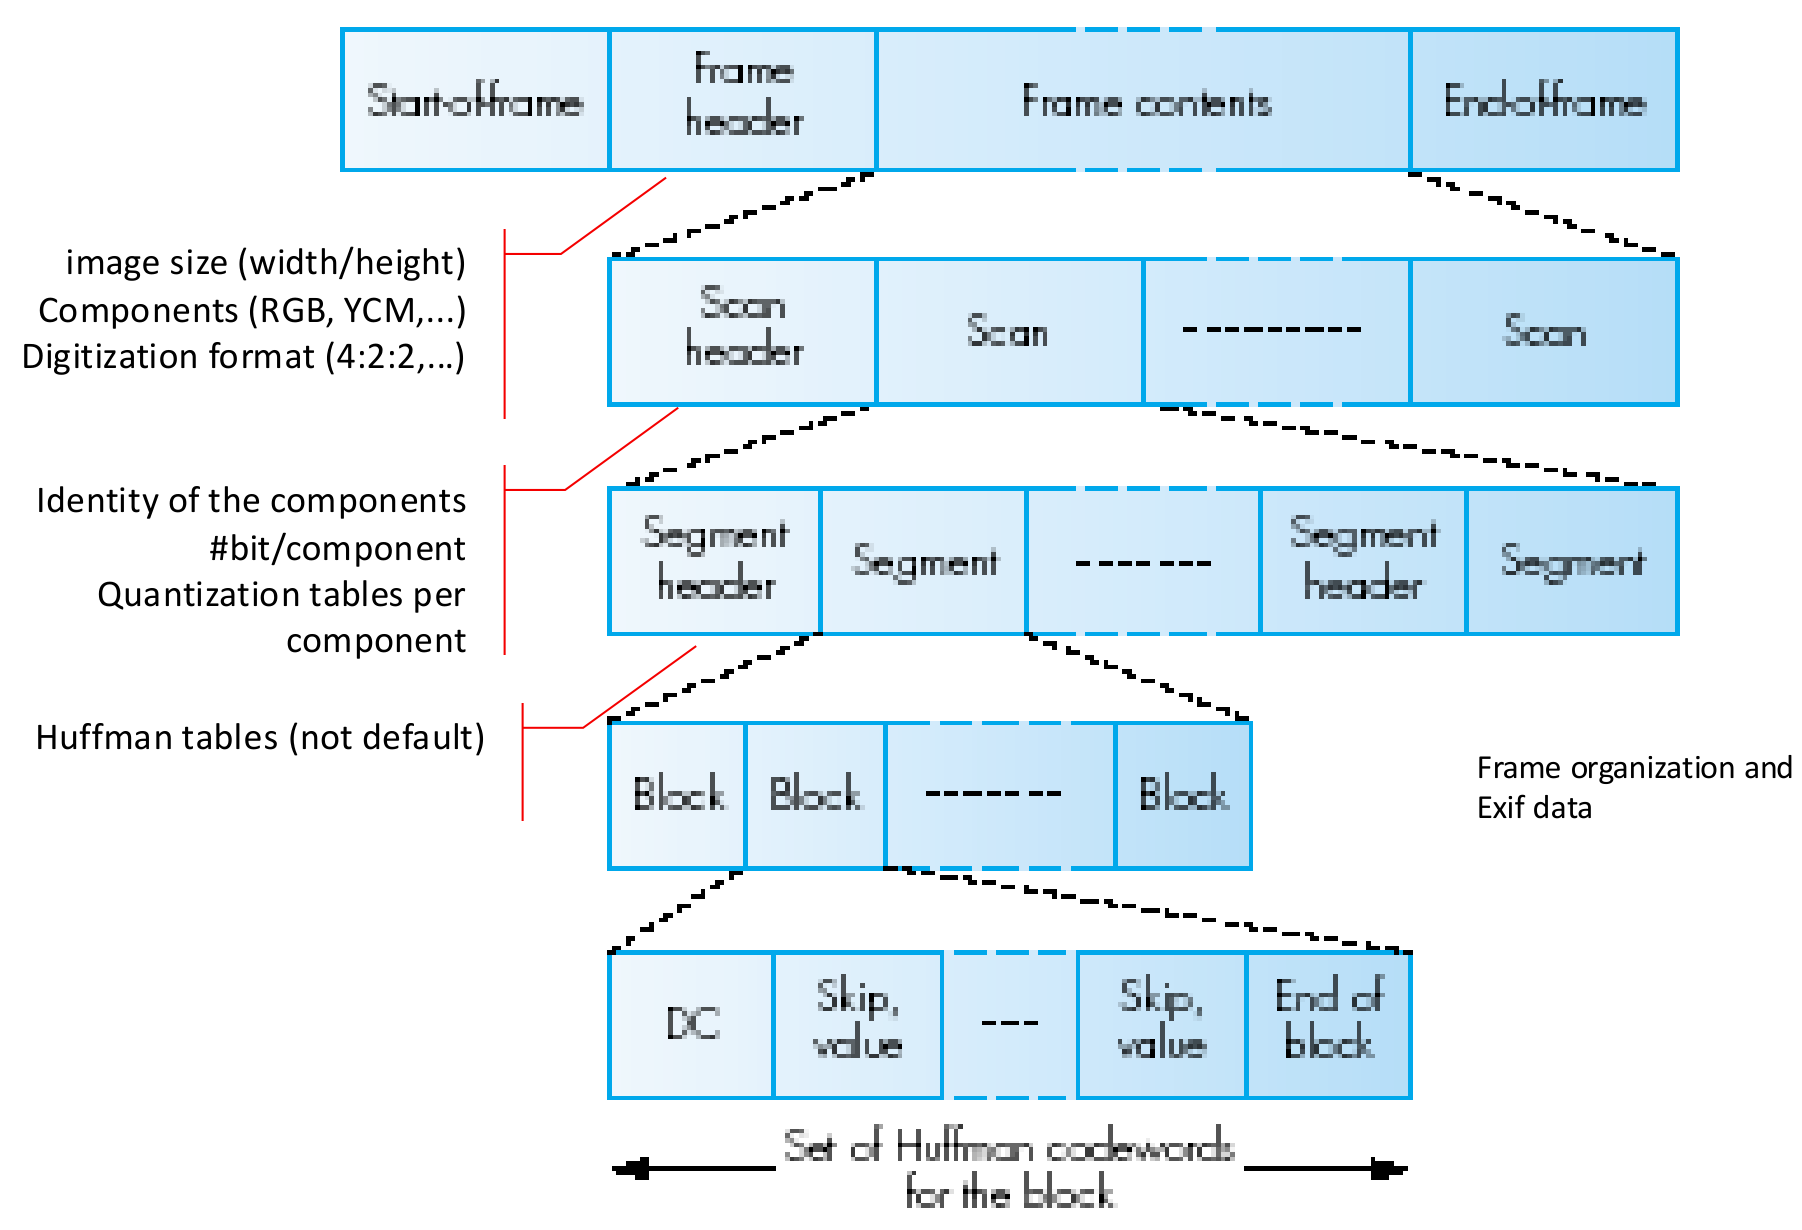 Start-of-frame
Frame
header
Frame contents
End-of-frame
image size (width/height)
Components (RGB, YCM,...)
Digitization format (4:2:2,...)
Scan
header
Scan
Scan
Identity of the components
#bit/component
Quantization tables per
component
Segment
header
Segment
Segment
header
Segment
Huffman tables (not default)
Block
Block
Block
Frame organization and
Exif data
DC
Skip,
value
Skip,
value
End of
block
Set of Huffman codewords
for the block